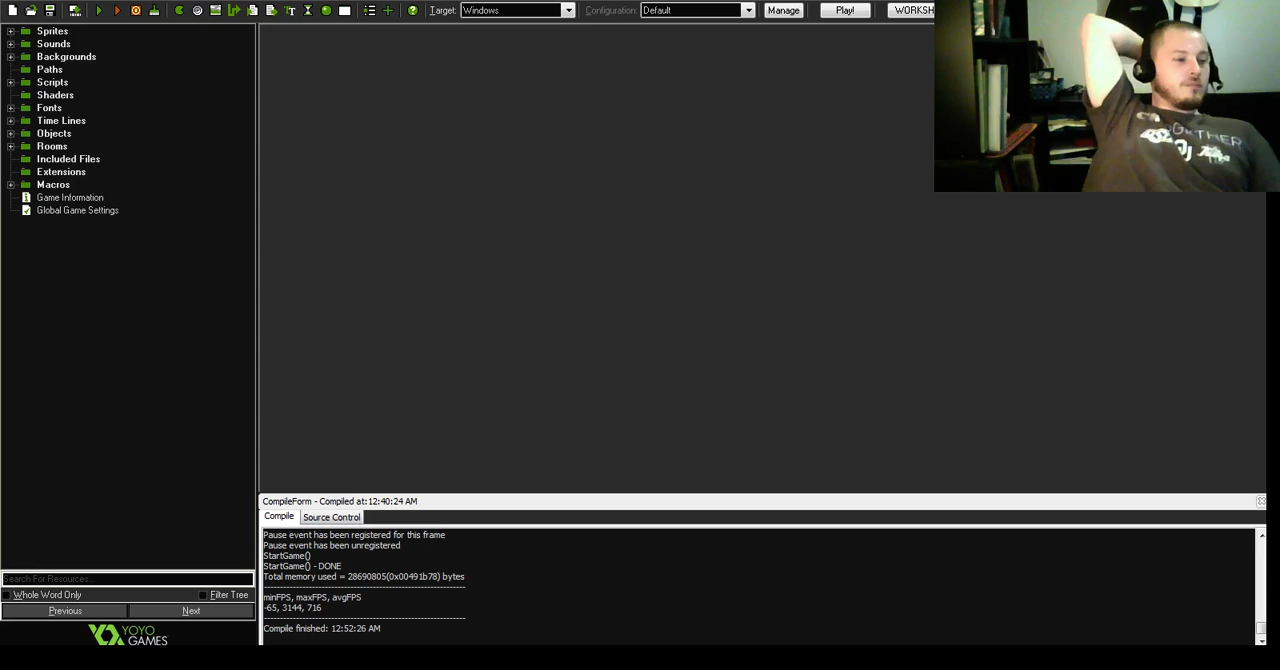 Target: Windows Configuration: Default Manage Play! WORKSH
Sprites
Sounds
Backgrounds
Paths
Scripts
Shaders
Fonts
Time Lines
Objects
Rooms
Included Files
Extensions
Macros
Game Information
Global Game Settings
CompileForm - Compiled at:12:40:24 AM
Compile Source Control
Pause event has been registered for this frame
Pause event has been unregistered
StartGame()
StartGame() - DONE
Total memory used = 28690805(0x00491b78) bytes
minFPS, maxFPS, avgFPS
-65, 3144, 716
Compile finished: 12:52:26 AM
Search For Resources...
Whole Word Only Filter Tree
Previous Next
YOYO
GAMES